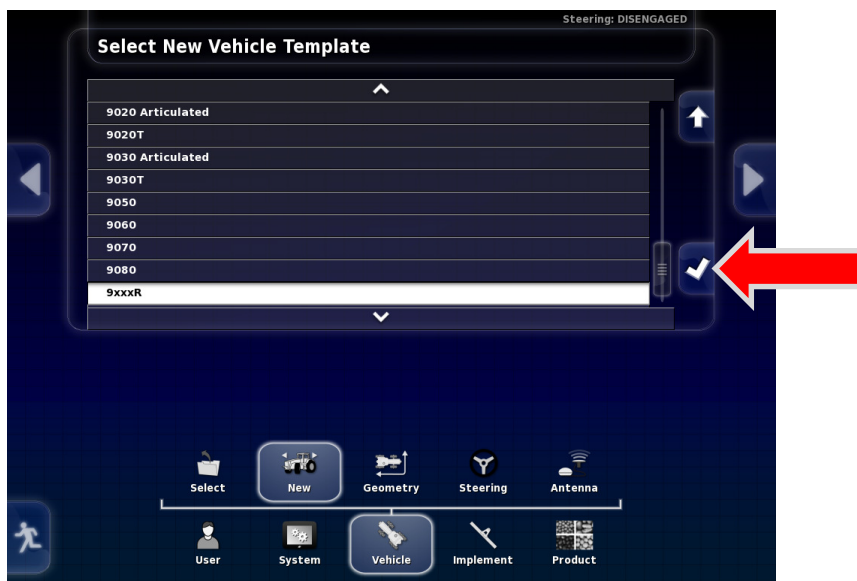 Steering: DISENGAGED
Select New Vehicle Template
9020 Articulated
9020T
9030 Articulated
9030T
9050
9060
9070
9080
9xxxR
Select New Geometry Steering Antenna
User System Vehicle Implement Product